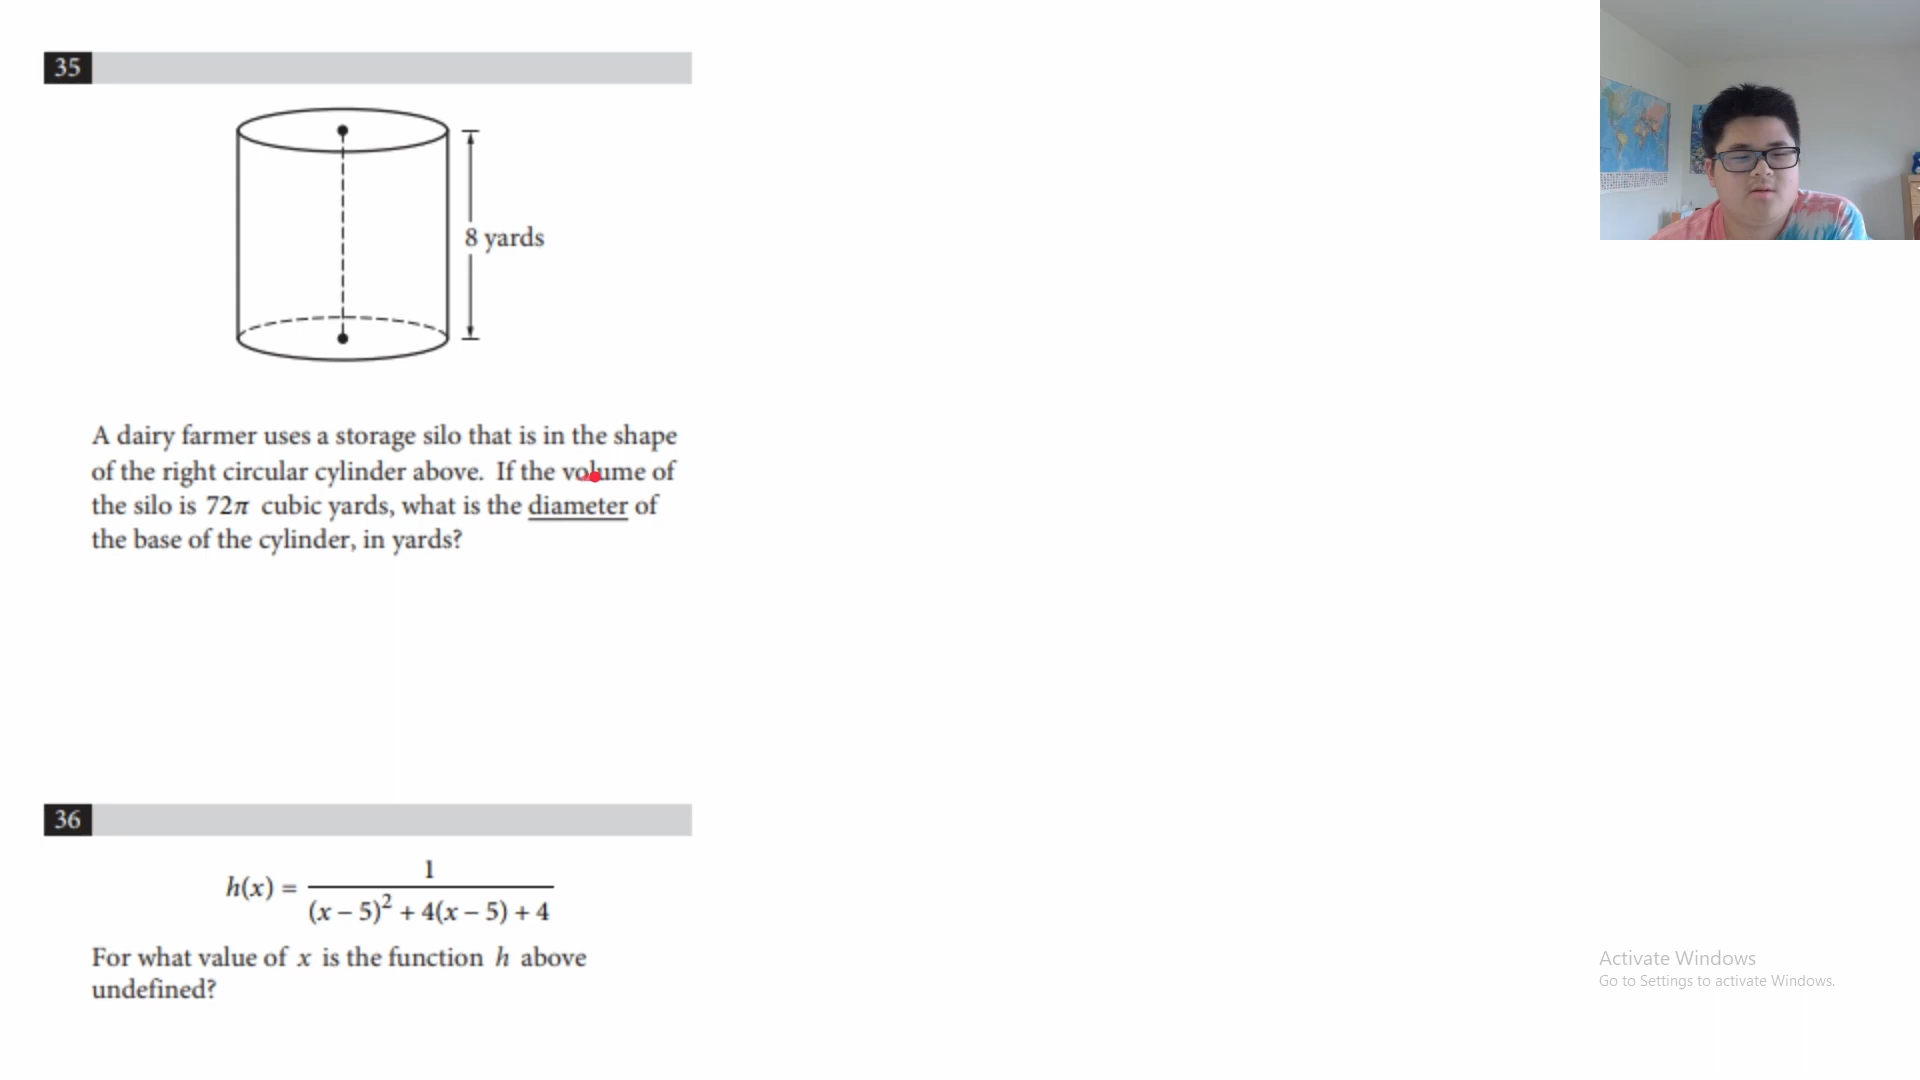 35
8 yards
A dairy farmer uses a storage silo that is in the shape
of the right circular cylinder above. If the volume of
the silo is 72π cubic yards, what is the diameter of
the base of the cylinder, in yards?
36
h(x) = 1 / ((x – 5)² + 4(x – 5) + 4)
For what value of x is the function h above
undefined?
Activate Windows
Go to Settings to activate Windows.